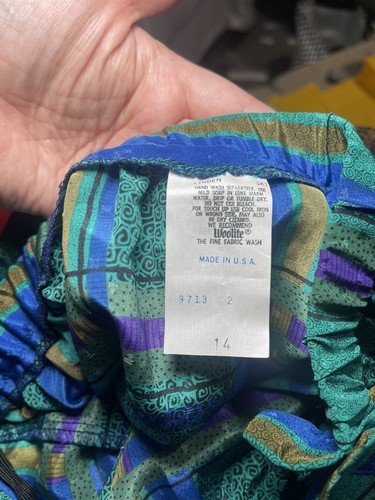 HAND WASH SEPARATELY. USE
MILD SOAP IN LUKE WARM
WATER. DRIP OR TUMBLE DRY.
DO NOT USE BLEACH.
FOR TOUCH UP USE COOL IRON
ON WRONG SIDE. MAY ALSO
BE DRY CLEANED.
WE RECOMMEND
Woolite®
THE FINE FABRIC WASH
MADE IN U.S.A.
9713 2
14